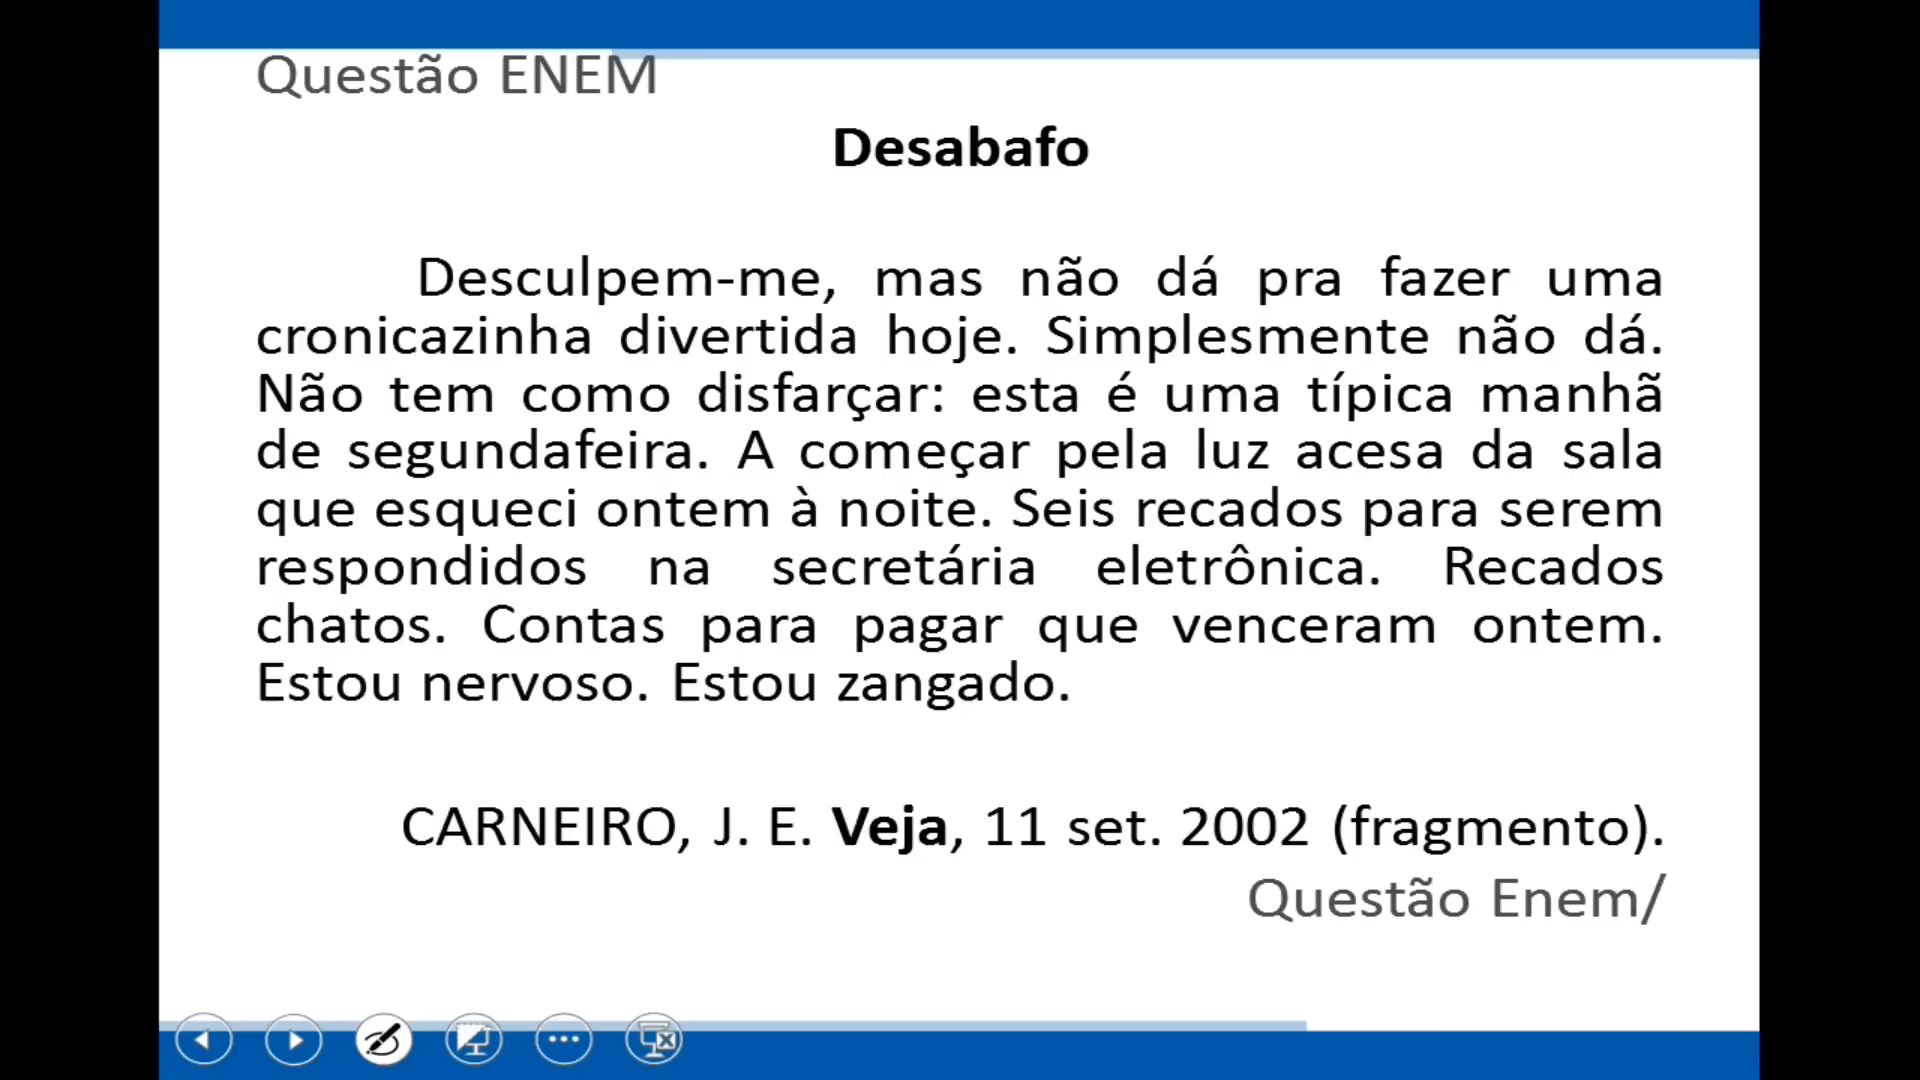 Questão ENEM
Desabafo
Desculpem-me, mas não dá pra fazer uma
cronicazinha divertida hoje. Simplesmente não dá.
Não tem como disfarçar: esta é uma típica manhã
de segundafeira. A começar pela luz acesa da sala
que esqueci ontem à noite. Seis recados para serem
respondidos na secretária eletrônica. Recados
chatos. Contas para pagar que venceram ontem.
Estou nervoso. Estou zangado.
CARNEIRO, J. E. Veja, 11 set. 2002 (fragmento).
Questão Enem/